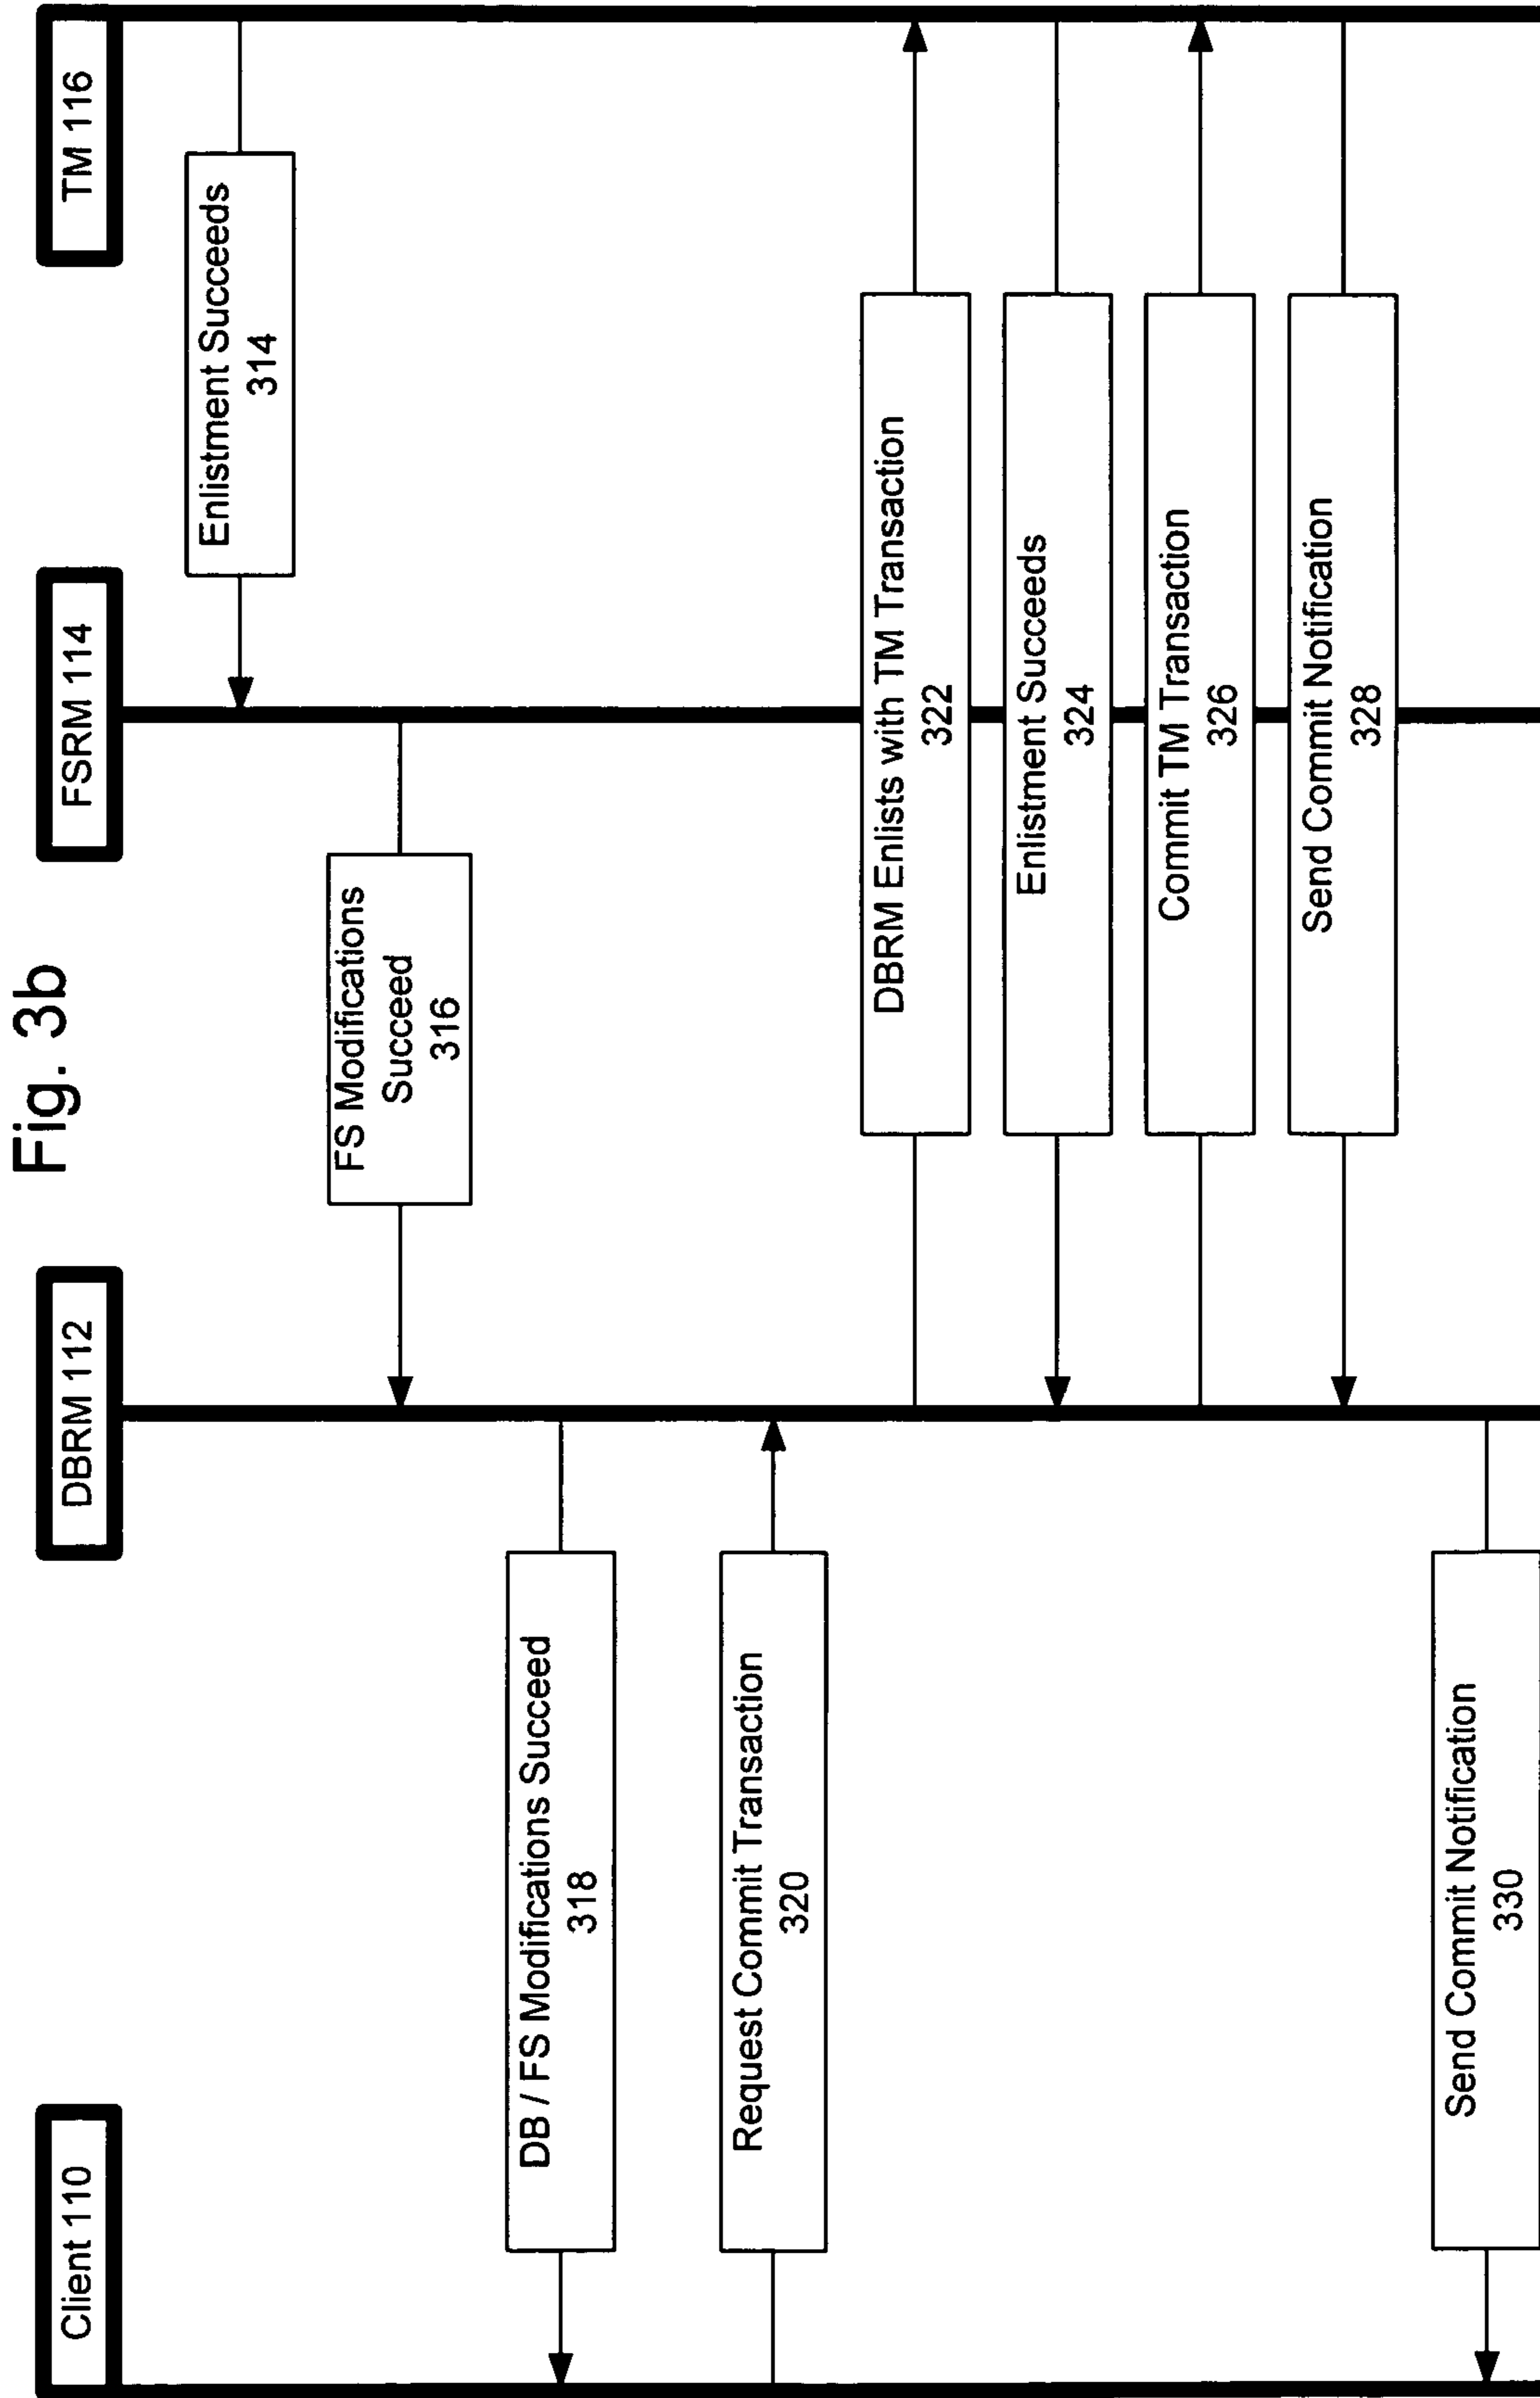 Fig. 3b
Client 110
DBRM 112
FSRM 114
TM 116
Enlistment Succeeds
314
FS Modifications
Succeed
316
DB / FS Modifications Succeed
318
Request Commit Transaction
320
DBRM Enlists with TM Transaction
322
Enlistment Succeeds
324
Commit TM Transaction
326
Send Commit Notification
328
Send Commit Notification
330